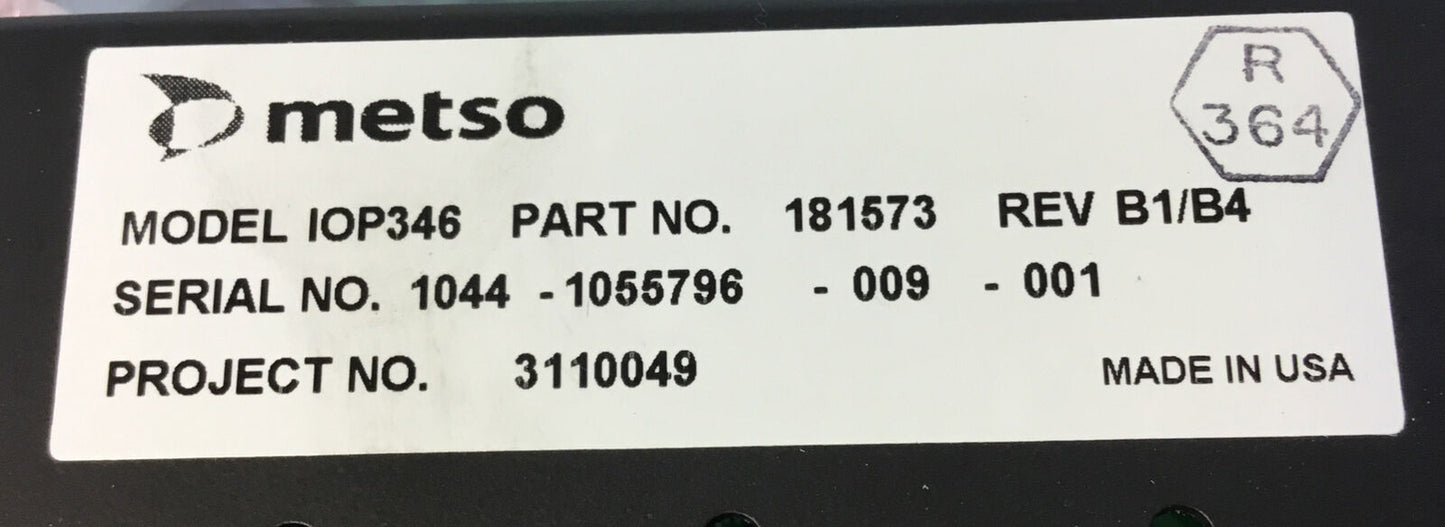 metso
R
364
MODEL IOP346 PART NO. 181573 REV B1/B4
SERIAL NO. 1044 - 1055796 - 009 - 001
PROJECT NO. 3110049 MADE IN USA